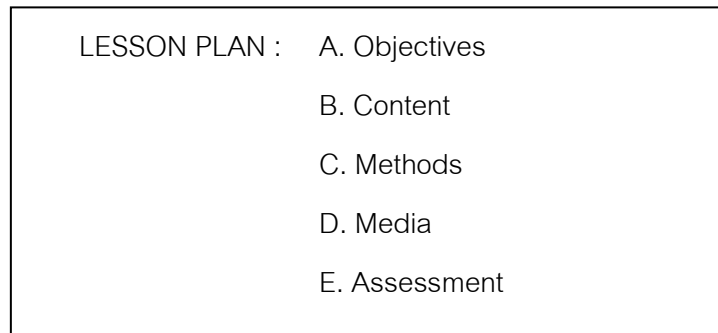 LESSON PLAN : A. Objectives
B. Content
C. Methods
D. Media
E. Assessment